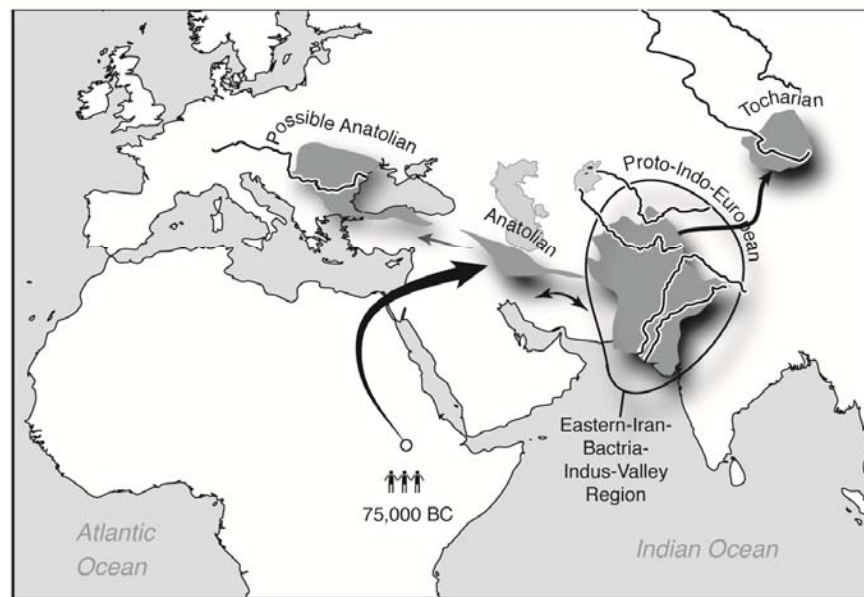 Possible Anatolian
Tocharian
Proto-Indo-European
Anatolian
Eastern-Iran-
Bactria-
Indus-Valley
Region
75,000 BC
Atlantic
Ocean
Indian Ocean